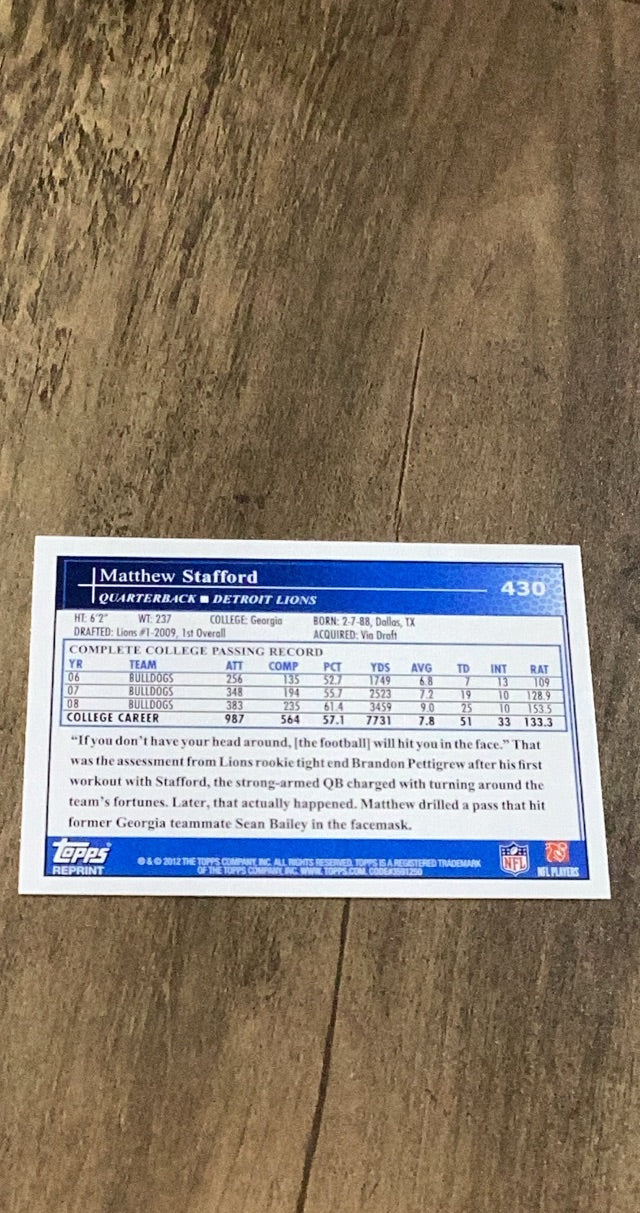 Matthew Stafford
430
QUARTERBACK ■ DETROIT LIONS
HT: 6'2" WT: 237 COLLEGE: Georgia BORN: 2-7-88, Dallas, TX
DRAFTED: Lions #1-2009, 1st Overall ACQUIRED: Via Draft
COMPLETE COLLEGE PASSING RECORD
YR TEAM ATT COMP PCT YDS AVG TD INT RAT
06 BULLDOGS 256 135 52.7 1749 6.8 7 13 109
07 BULLDOGS 348 194 55.7 2523 7.2 19 10 128.9
08 BULLDOGS 383 235 61.4 3459 9.0 25 10 153.5
COLLEGE CAREER 987 564 57.1 7731 7.8 51 33 133.3
"If you don't have your head around, [the football] will hit you in the face." That
was the assessment from Lions rookie tight end Brandon Pettigrew after his first
workout with Stafford, the strong-armed QB charged with turning around the
team's fortunes. Later, that actually happened. Matthew drilled a pass that hit
former Georgia teammate Sean Bailey in the facemask.
Topps
REPRINT
® & © 2012 THE TOPPS COMPANY, INC. ALL RIGHTS RESERVED. TOPPS IS A REGISTERED TRADEMARK
OF THE TOPPS COMPANY, INC. WWW.TOPPS.COM. CODE#3591250
NFL
NFL PLAYERS